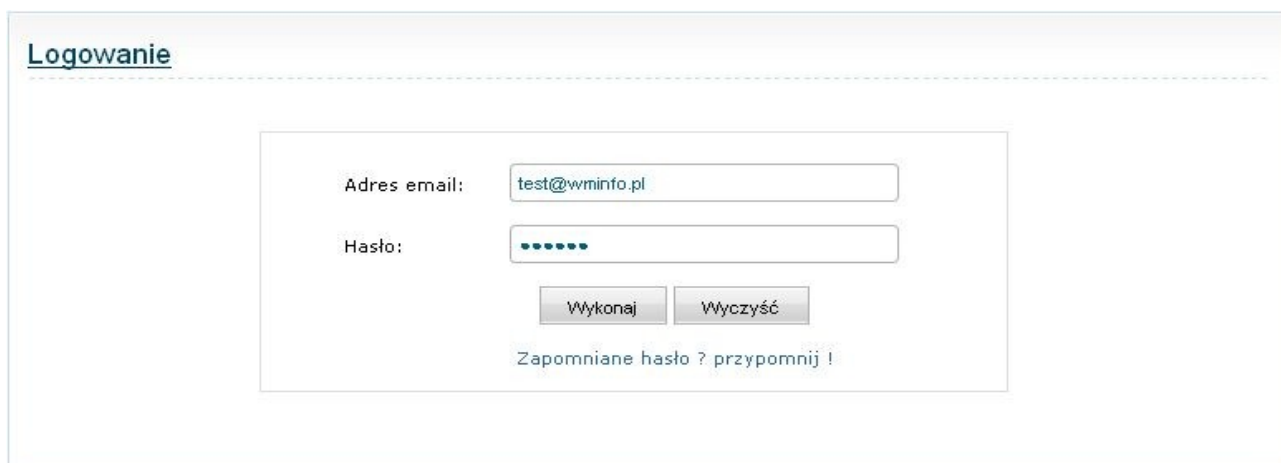 Logowanie
Adres email: test@wminfo.pl
Hasło: ••••••
Wykonaj Wyczyść
Zapomniane hasło ? przypomnij !